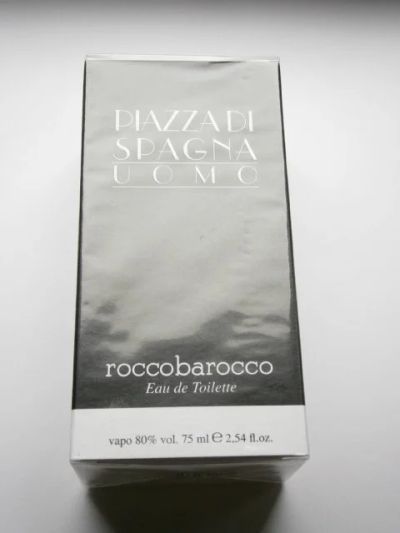 PIAZZA DI
SPAGNA
UOMO
roccobarocco
Eau de Toilette
vapo 80% vol. 75 ml ℮ 2.54 fl.oz.